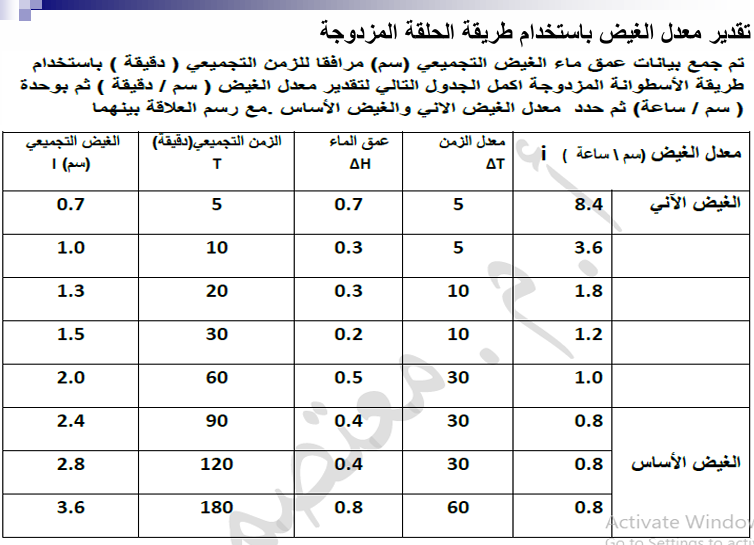 تقدير معدل الغيض باستخدام طريقة الحلقة المزدوجة
تم جمع بيانات عمق ماء الغيض التجميعي (سم) مرافقا للزمن التجميعي ( دقيقة ) باستخدام
طريقة الأسطوانة المزدوجة اكمل الجدول التالي لتقدير معدل الغيض ( سم / دقيقة ) ثم بوحدة
( سم / ساعة) ثم حدد معدل الغيض الاني والغيض الأساس .مع رسم العلاقة بينهما
معدل الغيض (سم \ ساعة ) i معدل الزمن ΔT عمق الماء ΔH الزمن التجميعي(دقيقة) T الغيض التجميعي (سم) I
الغيض الآني 8.4 5 0.7 5 0.7
3.6 5 0.3 10 1.0
1.8 10 0.3 20 1.3
1.2 10 0.2 30 1.5
1.0 30 0.5 60 2.0
0.8 30 0.4 90 2.4
الغيض الأساس 0.8 30 0.4 120 2.8
0.8 60 0.8 180 3.6
أ.م. معتصم
Activate Window
Go to Settings to acti